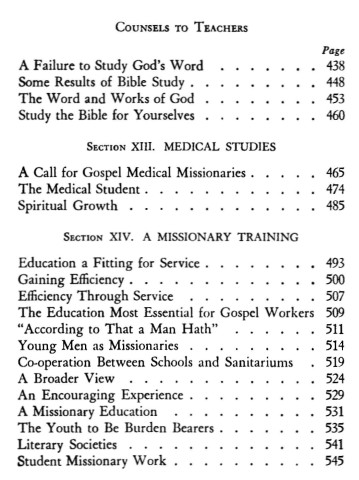 Counsels to Teachers
Page
A Failure to Study God's Word . . . . . . . 438
Some Results of Bible Study . . . . . . . . 448
The Word and Works of God . . . . . . . . 453
Study the Bible for Yourselves . . . . . . . 460
Section XIII. MEDICAL STUDIES
A Call for Gospel Medical Missionaries . . . . . 465
The Medical Student . . . . . . . . . . . 474
Spiritual Growth . . . . . . . . . . . . 485
Section XIV. A MISSIONARY TRAINING
Education a Fitting for Service . . . . . . . 493
Gaining Efficiency . . . . . . . . . . . . 500
Efficiency Through Service . . . . . . . . 507
The Education Most Essential for Gospel Workers 509
"According to That a Man Hath" . . . . . . 511
Young Men as Missionaries . . . . . . . . 514
Co-operation Between Schools and Sanitariums . 519
A Broader View . . . . . . . . . . . . 524
An Encouraging Experience . . . . . . . . 529
A Missionary Education . . . . . . . . . 531
The Youth to Be Burden Bearers . . . . . . . 535
Literary Societies . . . . . . . . . . . . 541
Student Missionary Work . . . . . . . . . 545